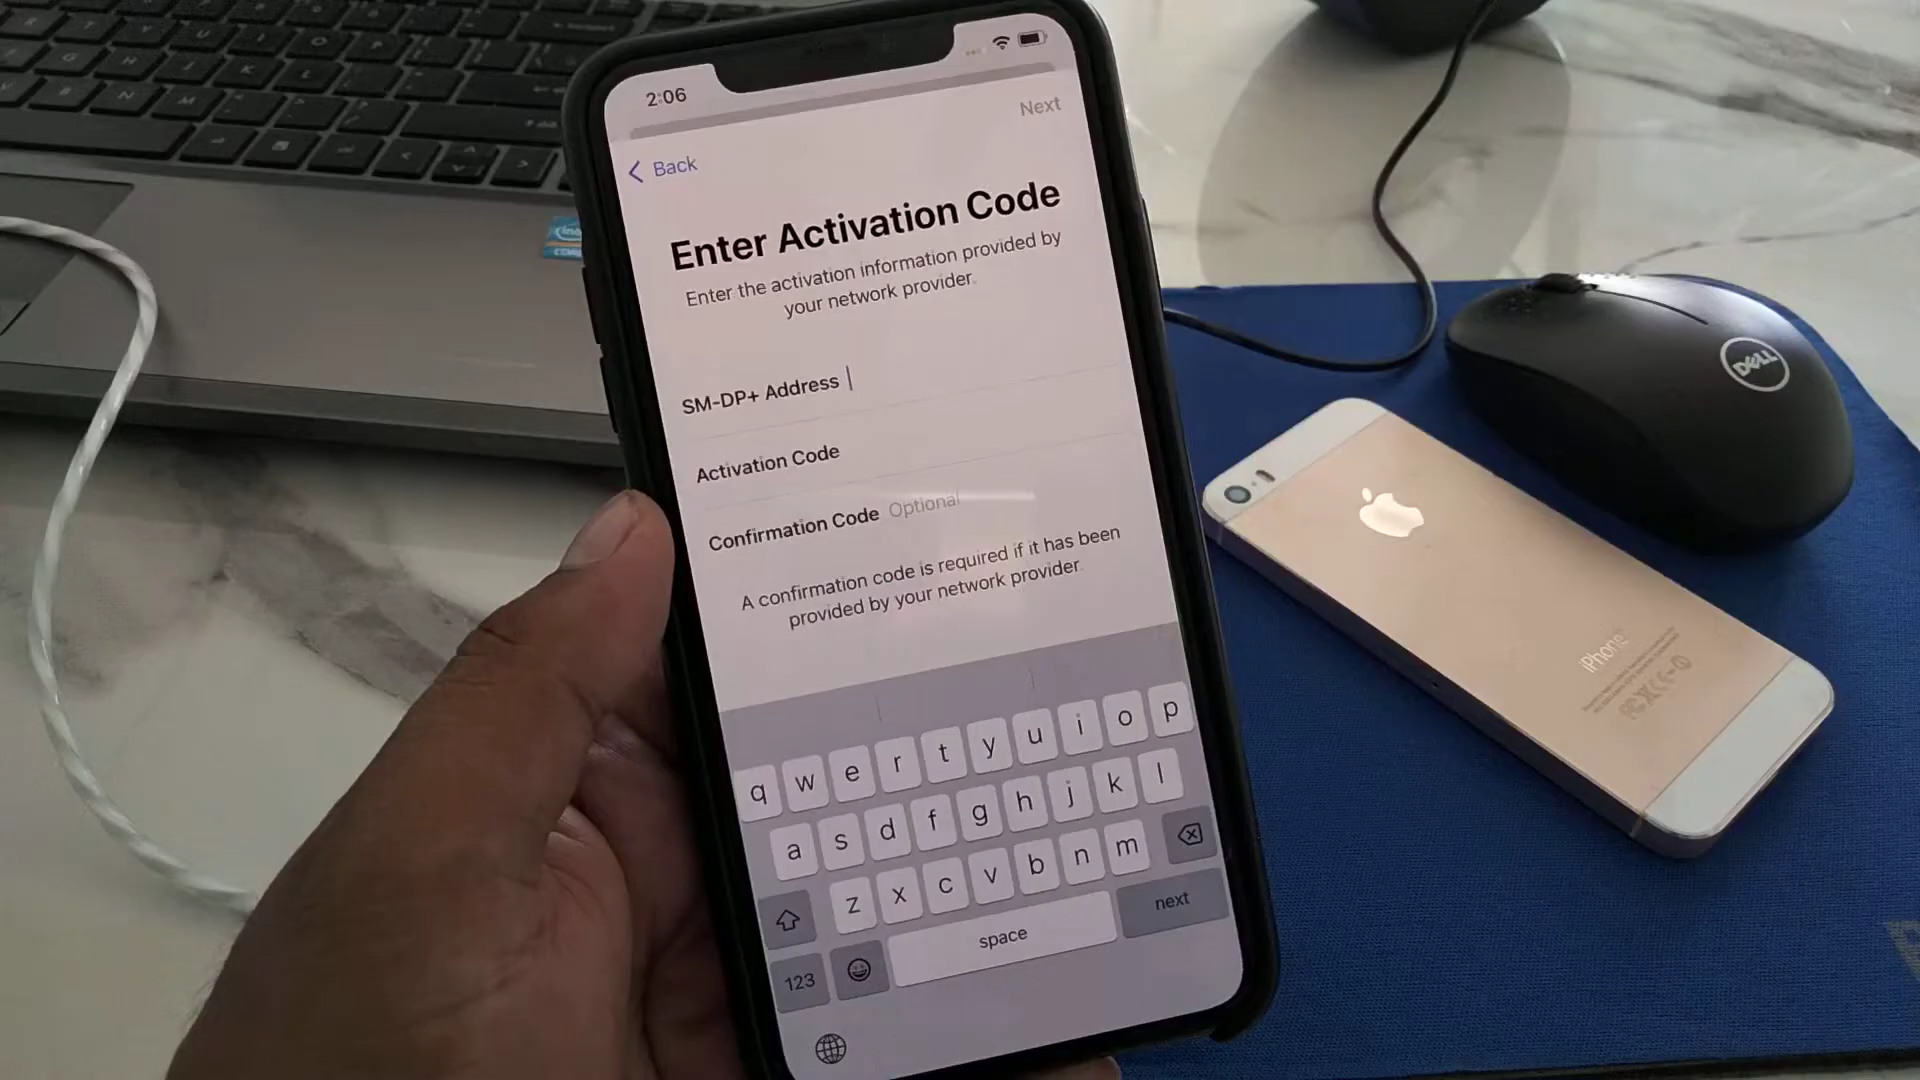 2:06
Next
Back
Enter Activation Code
Enter the activation information provided by
your network provider.
SM-DP+ Address
Activation Code
Confirmation Code Optional
A confirmation code is required if it has been
provided by your network provider.
q w e r t y u i o p
a s d f g h j k l
z x c v b n m
next
123
space
intel
DELL
iPhone